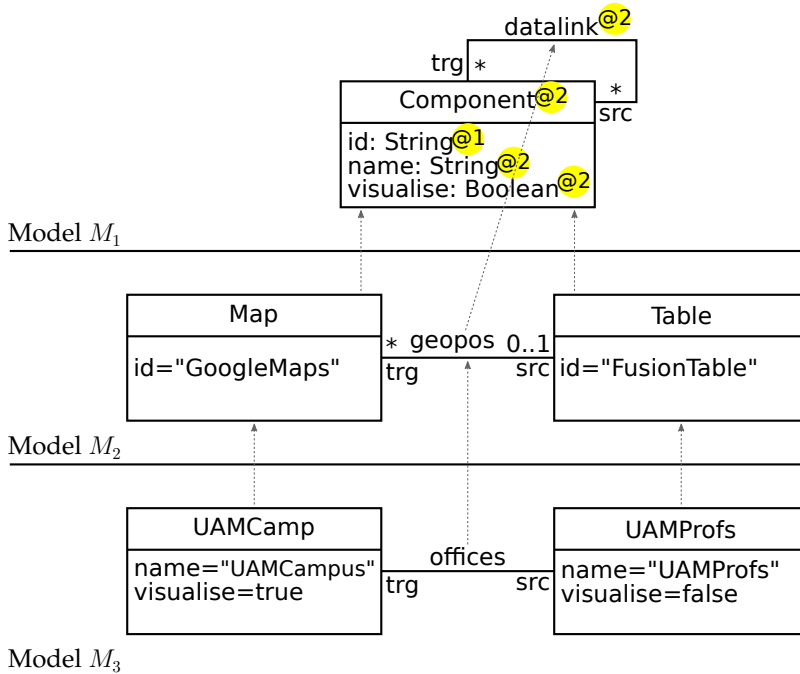 datalink@2
trg *
*
src
Component@2
id: String@1
name: String@2
visualise: Boolean@2
Model M₁
Map
Table
* geopos 0..1
trg src
id="GoogleMaps"
id="FusionTable"
Model M₂
UAMCamp
UAMProfs
offices
trg src
name="UAMCampus"
visualise=true
name="UAMProfs"
visualise=false
Model M₃